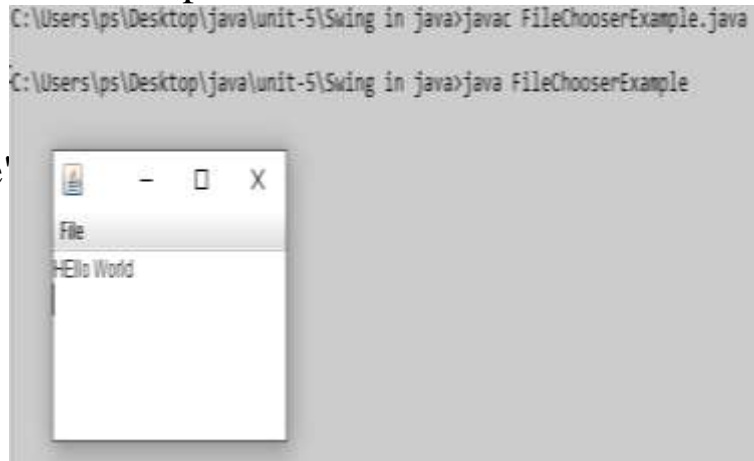 C:\Users\ps\Desktop\java\unit-5\Swing in java>javac FileChooserExample.java
C:\Users\ps\Desktop\java\unit-5\Swing in java>java FileChooserExample
e'
File
HEllo World